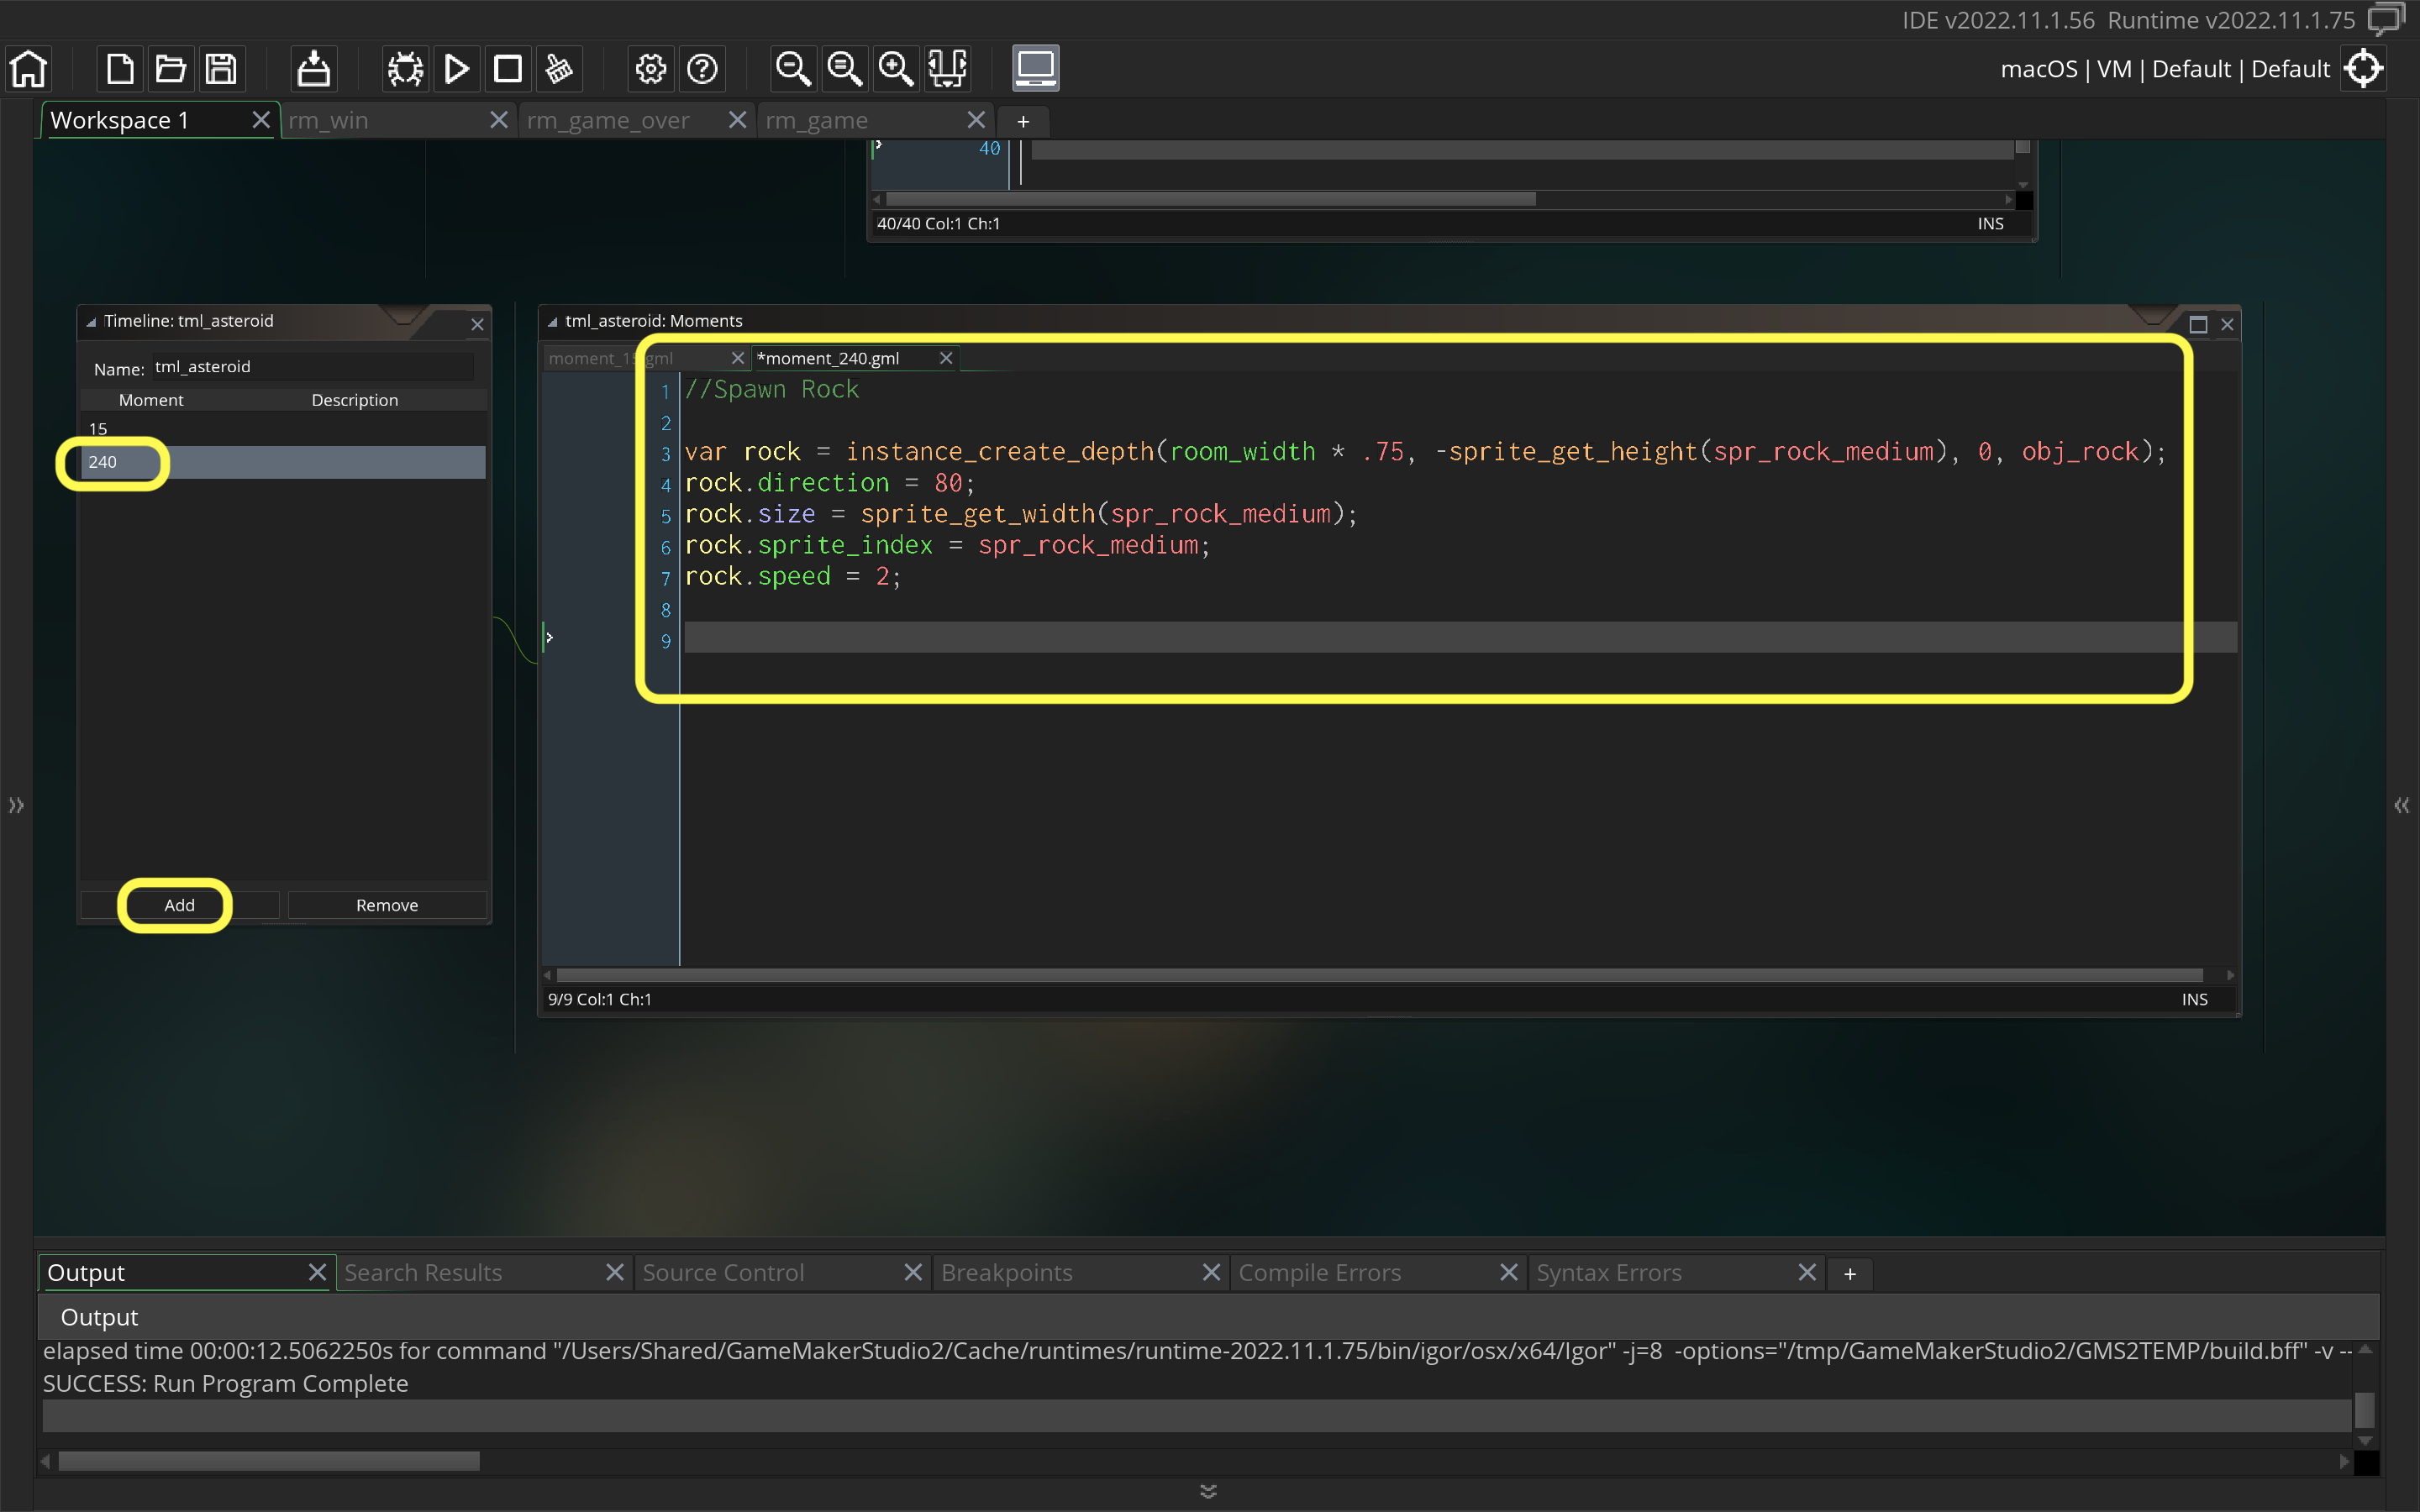 IDE v2022.11.1.56 Runtime v2022.11.1.75
macOS | VM | Default | Default
Workspace 1
rm_win
rm_game_over
rm_game
+
40
40/40 Col:1 Ch:1
INS
Timeline: tml_asteroid
Name: tml_asteroid
Moment Description
15
240
Add
Remove
tml_asteroid: Moments
moment_15.gml
*moment_240.gml
1 //Spawn Rock
2
3 var rock = instance_create_depth(room_width * .75, -sprite_get_height(spr_rock_medium), 0, obj_rock);
4 rock.direction = 80;
5 rock.size = sprite_get_width(spr_rock_medium);
6 rock.sprite_index = spr_rock_medium;
7 rock.speed = 2;
8
9
9/9 Col:1 Ch:1
INS
Output
Search Results
Source Control
Breakpoints
Compile Errors
Syntax Errors
+
Output
elapsed time 00:00:12.5062250s for command "/Users/Shared/GameMakerStudio2/Cache/runtimes/runtime-2022.11.1.75/bin/igor/osx/x64/Igor" -j=8 -options="/tmp/GameMakerStudio2/GMS2TEMP/build.bff" -v --
SUCCESS: Run Program Complete